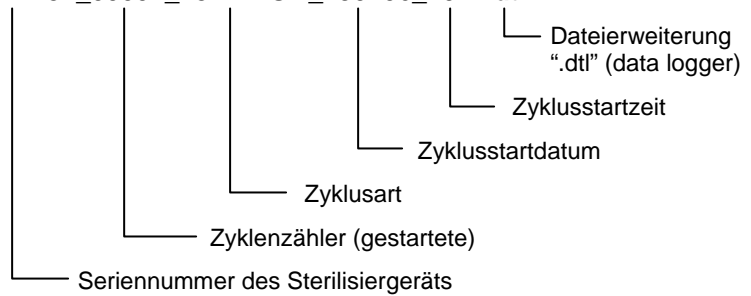 Dateierweiterung
“.dtl” (data logger)
Zyklusstartzeit
Zyklusstartdatum
Zyklusart
Zyklenzähler (gestartete)
Seriennummer des Sterilisiergeräts